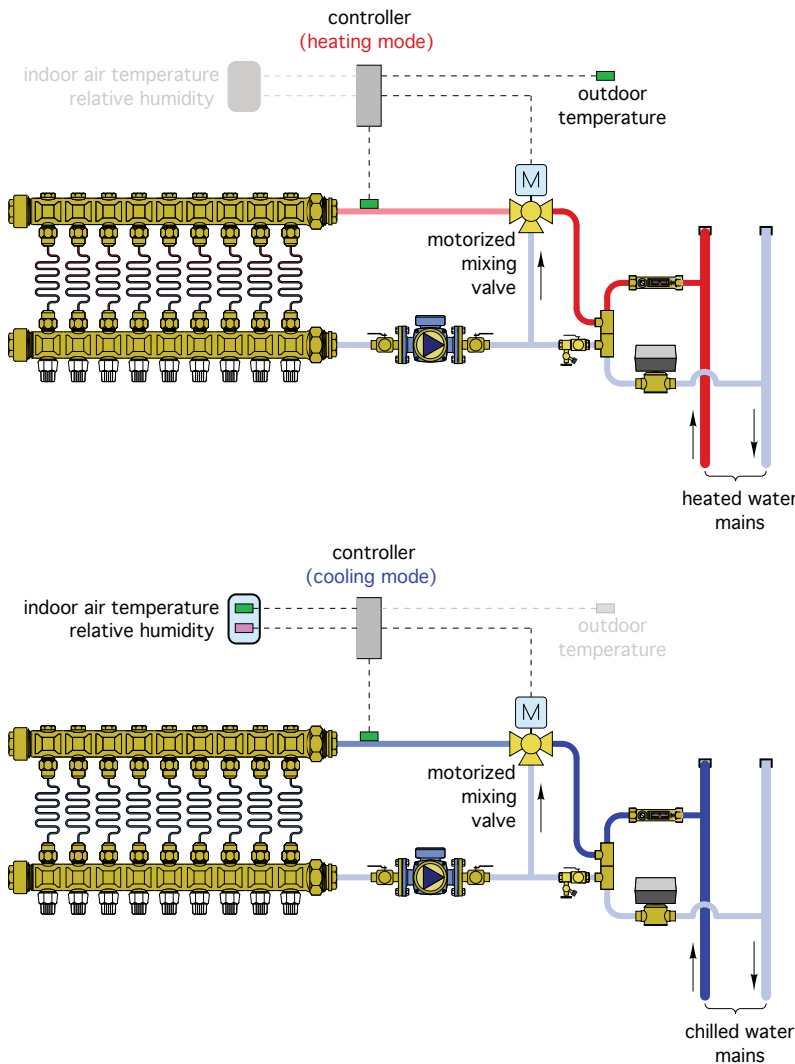 controller
(heating mode)
indoor air temperature
relative humidity
outdoor
temperature
M
motorized
mixing
valve
heated water
mains
controller
(cooling mode)
indoor air temperature
relative humidity
outdoor
temperature
M
motorized
mixing
valve
chilled water
mains